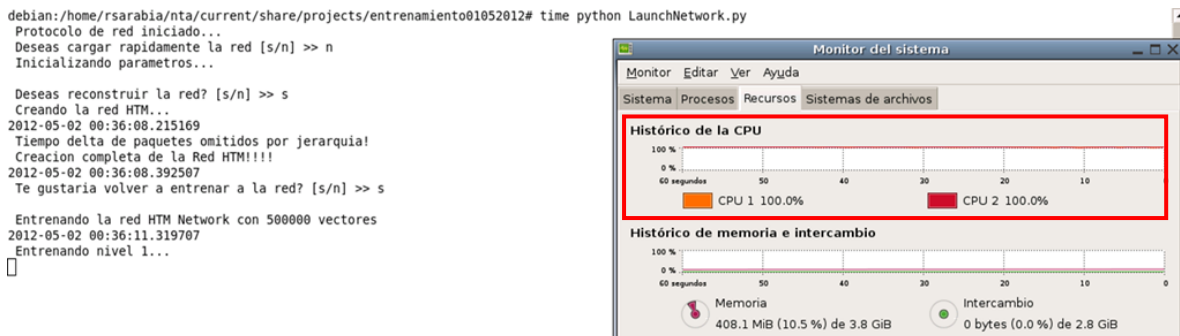 debian:/home/rsarabia/nta/current/share/projects/entrenamiento01052012# time python LaunchNetwork.py
Protocolo de red iniciado...
Deseas cargar rapidamente la red [s/n] >> n
Inicializando parametros...
Deseas reconstruir la red? [s/n] >> s
Creando la red HTM...
2012-05-02 00:36:08.215169
Tiempo delta de paquetes omitidos por jerarquia!
Creacion completa de la Red HTM!!!!
2012-05-02 00:36:08.392507
Te gustaria volver a entrenar a la red? [s/n] >> s
Entrenando la red HTM Network con 500000 vectores
2012-05-02 00:36:11.319707
Entrenando nivel 1...
Monitor del sistema
Monitor Editar Ver Ayuda
Sistema Procesos Recursos Sistemas de archivos
Histórico de la CPU
100 %
0 %
60 segundos 50 40 30 20 10 0
CPU 1 100.0% CPU 2 100.0%
Histórico de memoria e intercambio
100 %
0 %
60 segundos 50 40 30 20 10 0
Memoria
408.1 MiB (10.5 %) de 3.8 GiB
Intercambio
0 bytes (0.0 %) de 2.8 GiB